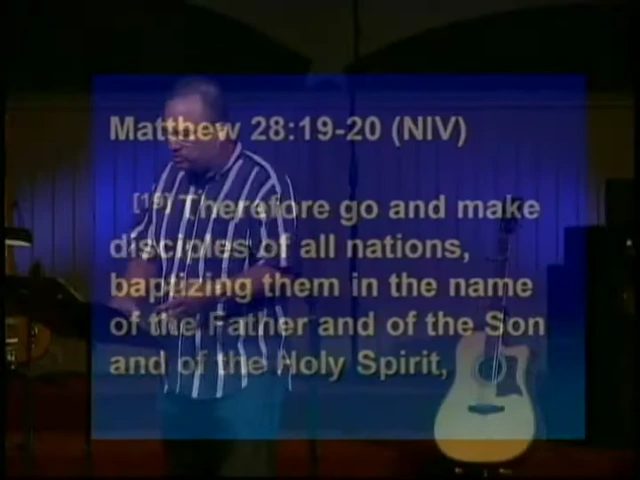 Matthew 28:19-20 (NIV)
[19] Therefore go and make
disciples of all nations,
baptizing them in the name
of the Father and of the Son
and of the Holy Spirit,